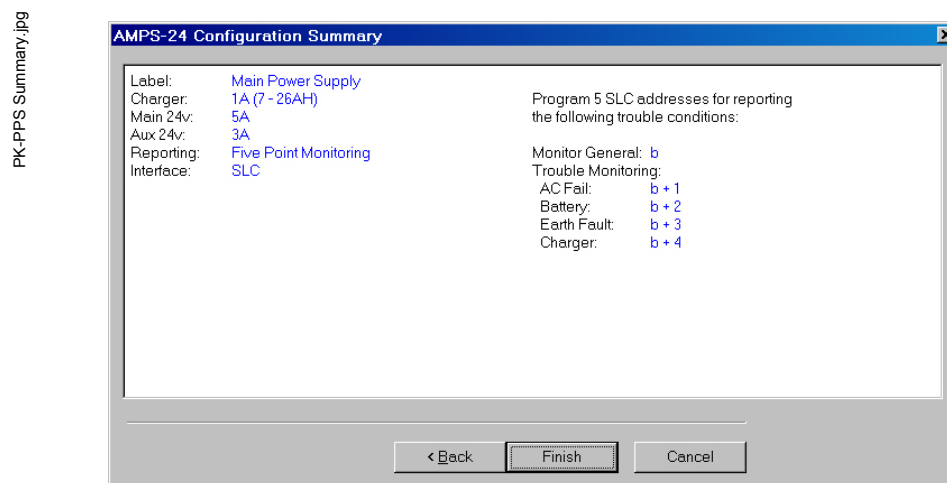 PK-PPS Summary.jpg
AMPS-24 Configuration Summary
Label: Main Power Supply
Charger: 1A (7 - 26AH)
Main 24v: 5A
Aux 24v: 3A
Reporting: Five Point Monitoring
Interface: SLC
Program 5 SLC addresses for reporting
the following trouble conditions:
Monitor General: b
Trouble Monitoring:
AC Fail: b + 1
Battery: b + 2
Earth Fault: b + 3
Charger: b + 4
< Back
Finish
Cancel